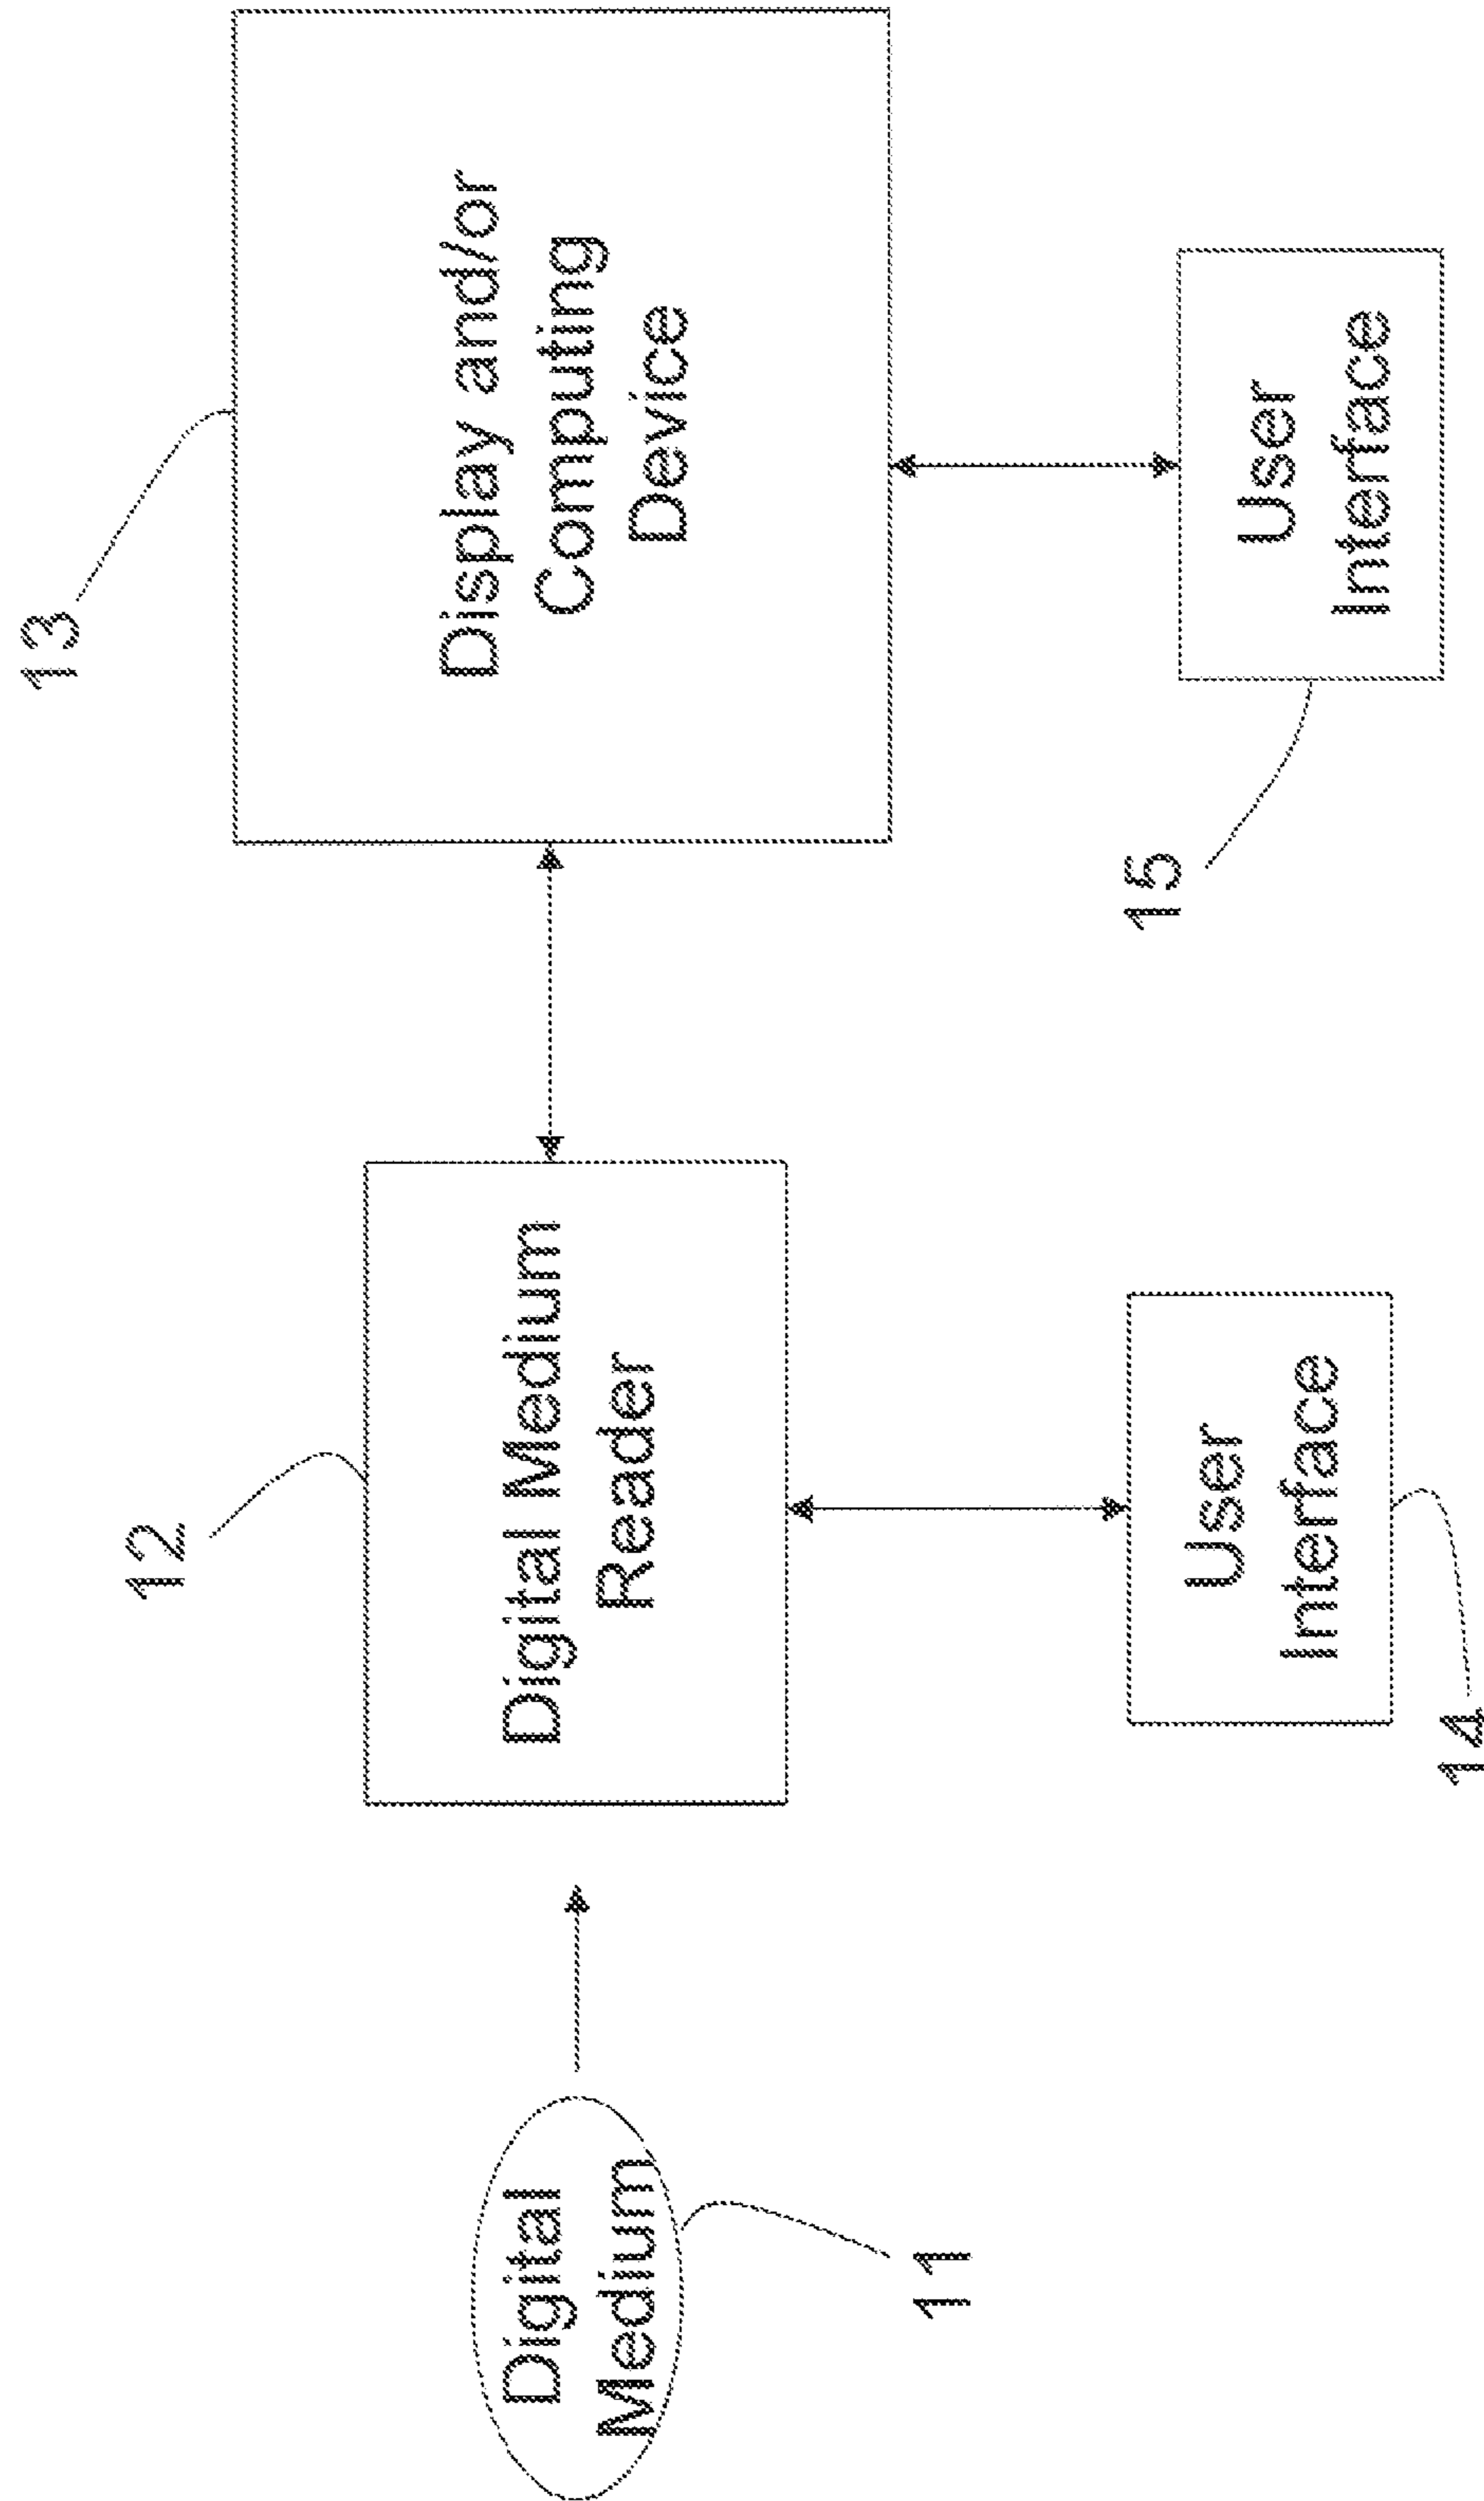 13
Display and/or
Computing
Device
12
Digital Medium
Reader
Digital
Medium
11
15
User
Interface
User
Interface
14